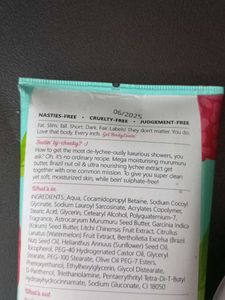 06/2025
NASTIES-FREE • CRUELTY-FREE • JUDGEMENT-FREE
Fat. Slim. Tall. Short. Dark. Fair. Labels! They don't matter. You do.
Love that body. Every inch. Get BodyLovin'
Feelin' ly-cheeky?
How to get the most de-lychee-ously luxurious showers, you
ask? Oh, it's no ordinary recipe. Mega moisturising murumuru
butter, Brazil nut oil & ultra nourishing lychee extract get
together with one common mission. To give you super clean
yet soft, moisturized skin, while bein' sulphate-free!
What's in
INGREDIENTS: Aqua, Cocamidopropyl Betaine, Sodium Cocoyl
Glycinate, Sodium Lauroyl Sarcosinate, Acrylates Copolymer,
Stearic Acid, Glycerin, Cetearyl Alcohol, Polyquaternium-7,
Fragrance, Astrocaryum Murumuru Seed Butter, Garcinia Indica
(Kokum) Seed Butter, Litchi Chinensis Fruit Extract, Citrullus
Lanatus (Watermelon) Fruit Extract, Bertholletia Excelsa (Brazil
Nut) Seed Oil, Helianthus Annuus (Sunflower) Seed Oil,
Tocopherol, PEG-40 Hydrogenated Castor Oil, Glyceryl
Stearate, PEG-100 Stearate, Olive Oil PEG-7 Esters,
Phenoxyethanol, Ethylhexylglycerin, Glycol Distearate,
D-Panthenol, Triethanolamine, Pentaerythrityl Tetra-Di-T-Butyl
Hydroxyhydrocinnamate, Sodium Gluconate, CI 18050
What's out